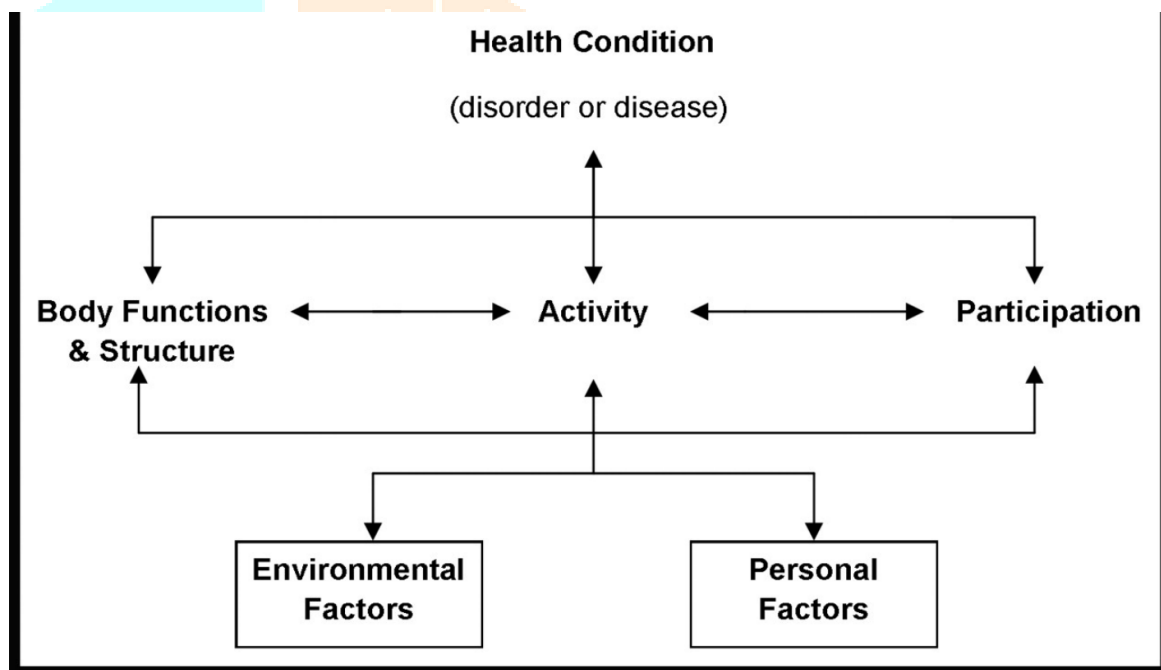 Health Condition
(disorder or disease)
Body Functions
& Structure
Activity
Participation
Environmental
Factors
Personal
Factors